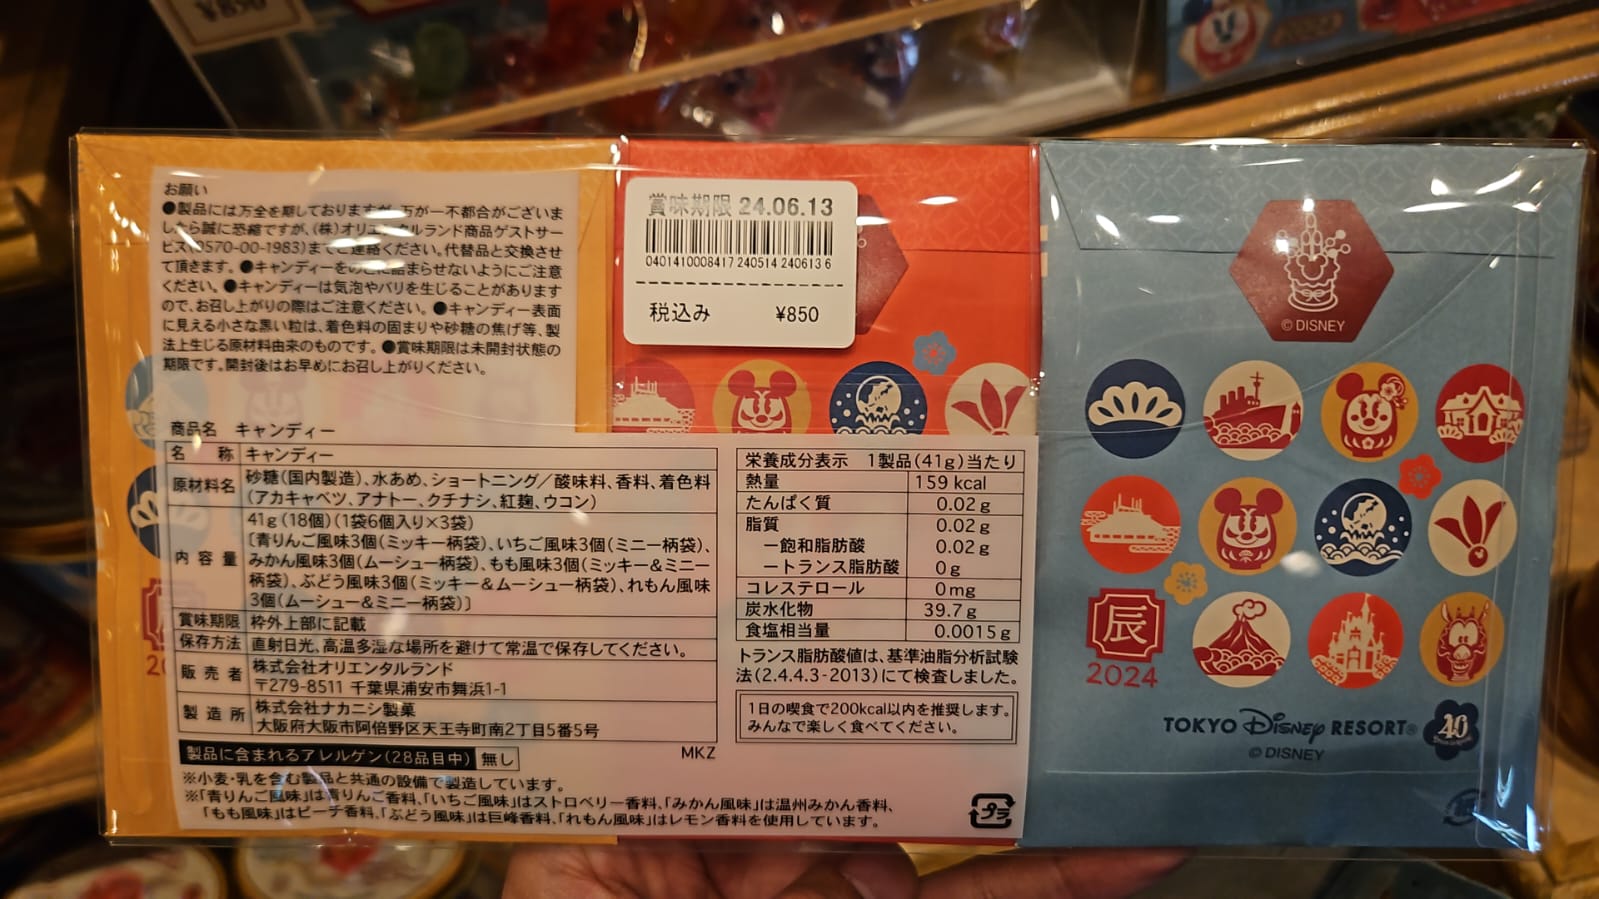 ¥850
お願い
●製品には万全を期しておりますが、万が一不都合がございま
したら誠に恐縮ですが、(株)オリエンタルランド商品ゲストサー
ビス(0570-00-1983)までご連絡ください。代替品と交換させ
て頂きます。●キャンディーをのどに詰まらせないようにご注意
ください。●キャンディーは気泡やバリを生じることがあります
ので、お召し上がりの際はご注意ください。●キャンディー表面
に見える小さな黒い粒は、着色料の固まりや砂糖の焦げ等、製
法上生じる原材料由来のものです。●賞味期限は未開封状態の
期限です。開封後はお早めにお召し上がりください。
賞味期限 24.06.13
0401410008417 240514 240613 6
税込み ¥850
商品名 キャンディー
名称 キャンディー
原材料名 砂糖(国内製造)、水あめ、ショートニング／酸味料、香料、着色料
(アカキャベツ、アナトー、クチナシ、紅麹、ウコン)
内容量 41g(18個)(1袋6個入り×3袋)
〔青りんご風味3個(ミッキー柄袋)、いちご風味3個(ミニー柄袋)、
みかん風味3個(ムーシュー柄袋)、もも風味3個(ミッキー&ミニー
柄袋)、ぶどう風味3個(ミッキー&ムーシュー柄袋)、れもん風味
3個(ムーシュー&ミニー柄袋)〕
賞味期限 枠外上部に記載
保存方法 直射日光、高温多湿な場所を避けて常温で保存してください。
販売者 株式会社オリエンタルランド
〒279-8511 千葉県浦安市舞浜1-1
製造所 株式会社ナカニシ製菓
大阪府大阪市阿倍野区天王寺町南2丁目5番5号
製品に含まれるアレルゲン(28品目中) 無し
MKZ
※小麦・乳を含む製品と共通の設備で製造しています。
※「青りんご風味」は青りんご香料、「いちご風味」はストロベリー香料、「みかん風味」は温州みかん香料、
「もも風味」はピーチ香料、「ぶどう風味」は巨峰香料、「れもん風味」はレモン香料を使用しています。
栄養成分表示 1製品(41g)当たり
熱量 159kcal
たんぱく質 0.02g
脂質 0.02g
ー飽和脂肪酸 0.02g
ートランス脂肪酸 0g
コレステロール 0mg
炭水化物 39.7g
食塩相当量 0.0015g
トランス脂肪酸値は、基準油脂分析試験
法(2.4.4.3-2013)にて検査しました。
1日の喫食で200kcal以内を推奨します。
みんなで楽しく食べてください。
プラ
© DISNEY
辰
2024
TOKYO Disney RESORT®
40
© DISNEY